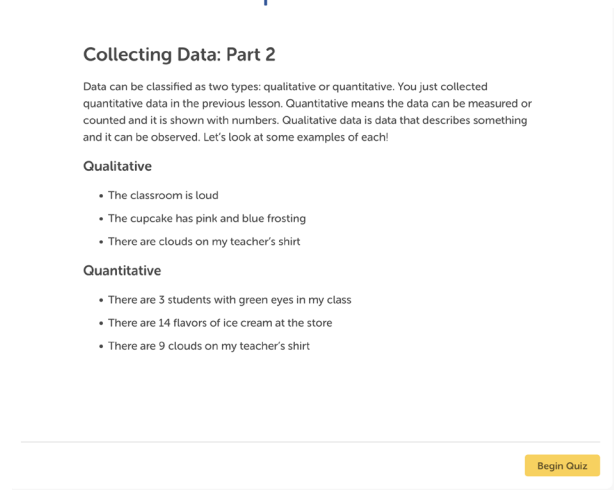 Collecting Data: Part 2
Data can be classified as two types: qualitative or quantitative. You just collected
quantitative data in the previous lesson. Quantitative means the data can be measured or
counted and it is shown with numbers. Qualitative data is data that describes something
and it can be observed. Let's look at some examples of each!
Qualitative
• The classroom is loud
• The cupcake has pink and blue frosting
• There are clouds on my teacher's shirt
Quantitative
• There are 3 students with green eyes in my class
• There are 14 flavors of ice cream at the store
• There are 9 clouds on my teacher's shirt
Begin Quiz